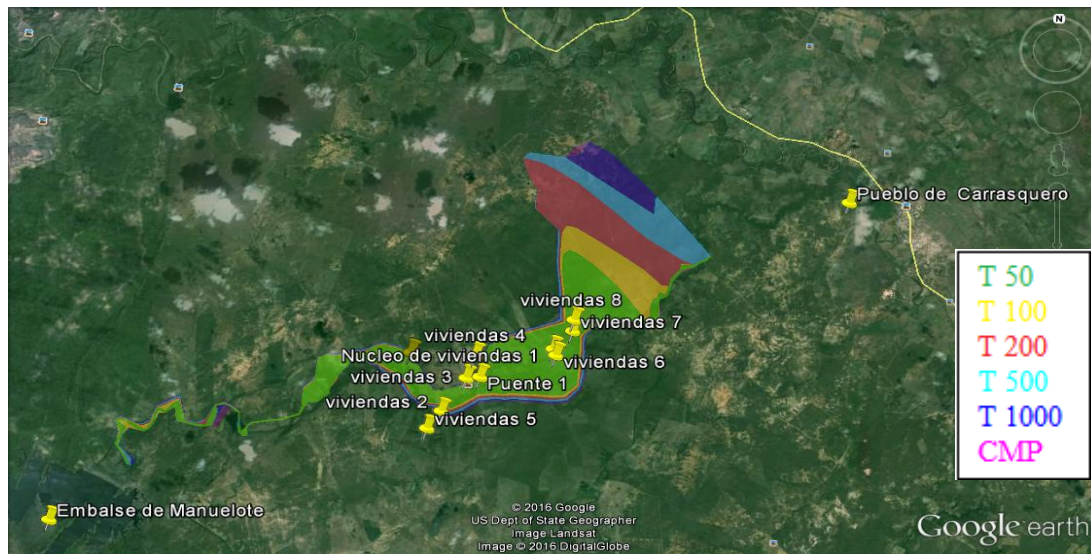 N
Pueblo de Carrasquero
viviendas 8
viviendas 7
viviendas 4
Nucleo de viviendas 1
viviendas 6
viviendas 3
Puente 1
viviendas 2
viviendas 5
Embalse de Manuelote
T 50
T 100
T 200
T 500
T 1000
CMP
© 2016 Google
US Dept of State Geographer
Image Landsat
Image © 2016 DigitalGlobe
Google earth